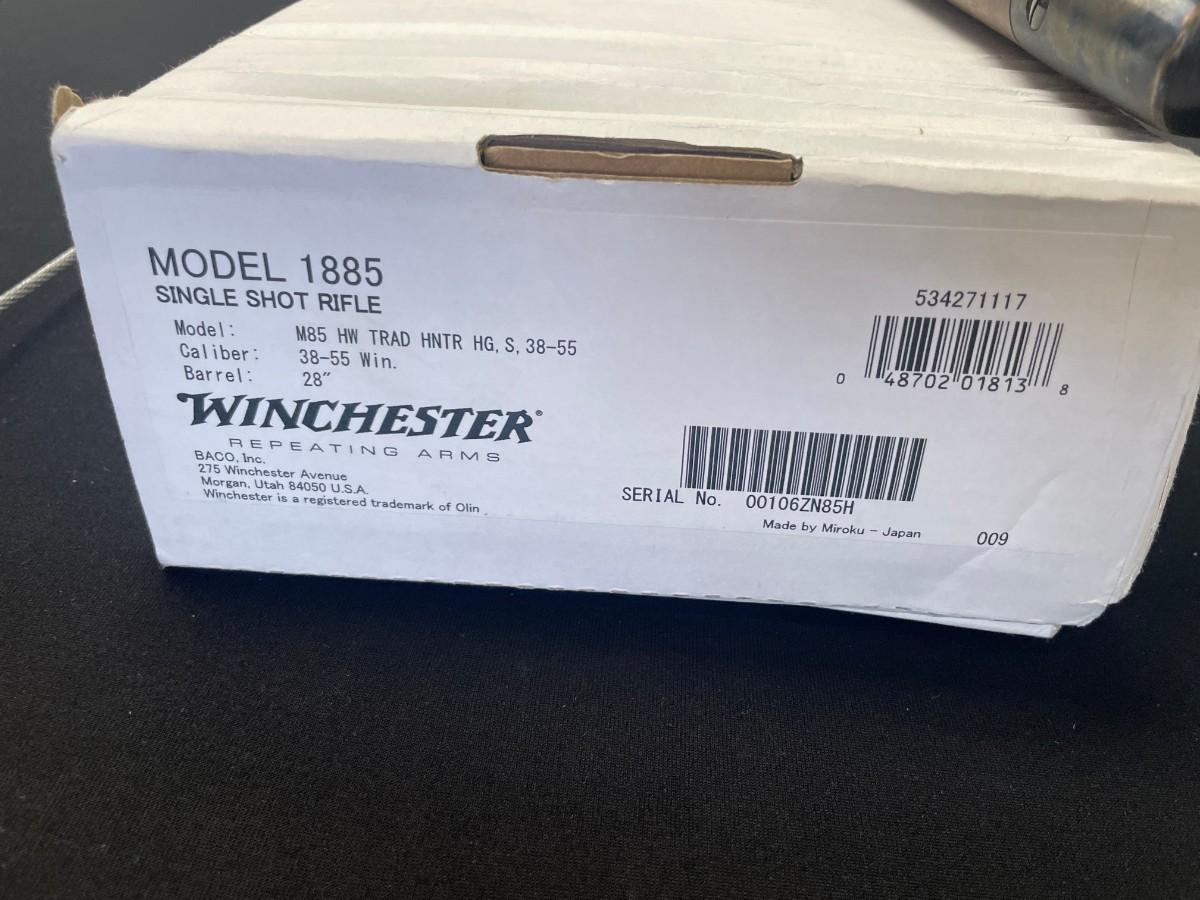 MODEL 1885
SINGLE SHOT RIFLE
Model: M85 HW TRAD HNTR HG, S, 38-55
Caliber: 38-55 Win.
Barrel: 28"
WINCHESTER®
REPEATING ARMS
BACO, Inc.
275 Winchester Avenue
Morgan, Utah 84050 U.S.A.
Winchester is a registered trademark of Olin
534271117
0 48702 01813 8
SERIAL No. 00106ZN85H
Made by Miroku - Japan
009